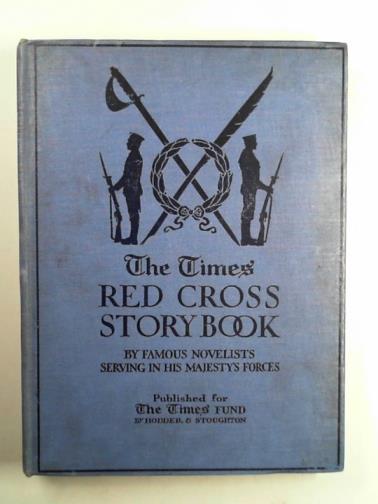 The Times
RED CROSS
STORY BOOK
BY FAMOUS NOVELISTS
SERVING IN HIS MAJESTY'S FORCES
Published for
The Times FUND
BY HODDER & STOUGHTON